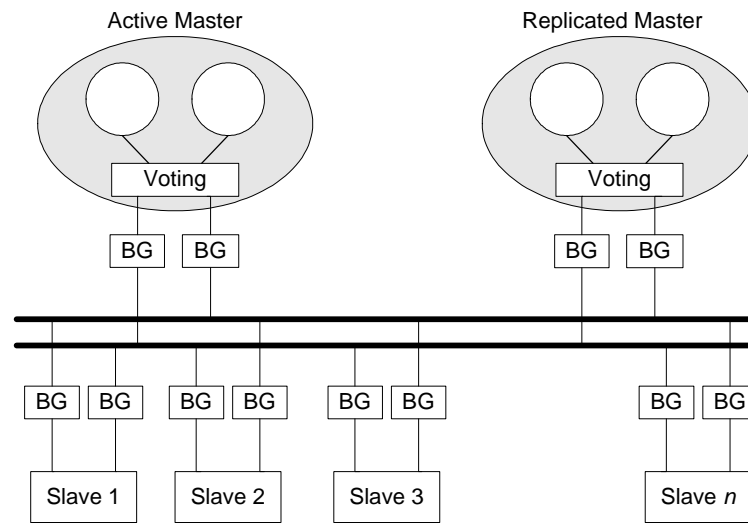 Active Master
Replicated Master
Voting
Voting
BG
BG
BG
BG
BG
BG
BG
BG
BG
BG
BG
BG
Slave 1
Slave 2
Slave 3
Slave n